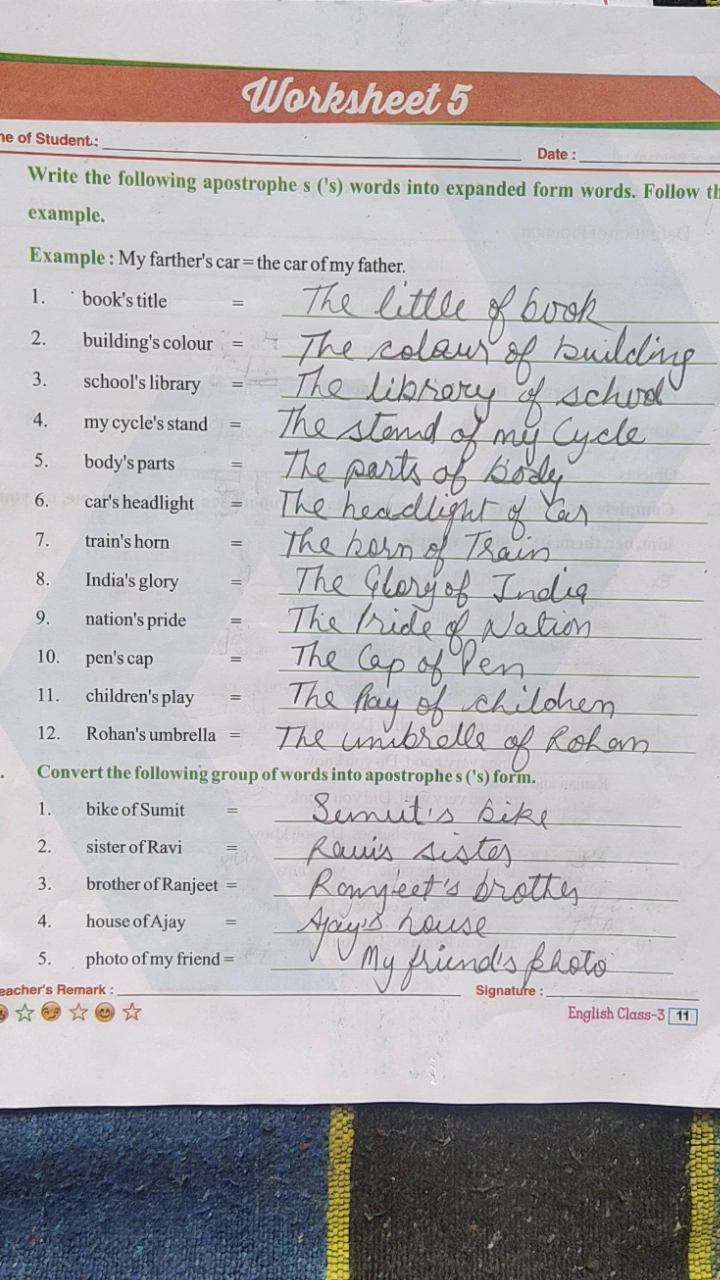 Worksheet 5
ne of Student: Date :
Write the following apostrophe s ('s) words into expanded form words. Follow th
example.
Example : My farther's car = the car of my father.
1. book's title = The little of book
2. building's colour = The colour of building
3. school's library = The library of school
4. my cycle's stand = The stand of my Cycle
5. body's parts = The parts of body
6. car's headlight = The headlight of Car
7. train's horn = The horn of Train
8. India's glory = The Glory of India
9. nation's pride = The Pride of Nation
10. pen's cap = The Cap of Pen
11. children's play = The Play of children
12. Rohan's umbrella = The umbrella of Rohan
. Convert the following group of words into apostrophe s ('s) form.
1. bike of Sumit = Sumit's bike
2. sister of Ravi = Ravi's sister
3. brother of Ranjeet = Ranjeet's brother
4. house of Ajay = Ajay's house
5. photo of my friend = My friend's photo
eacher's Remark : Signature :
English Class-3 11